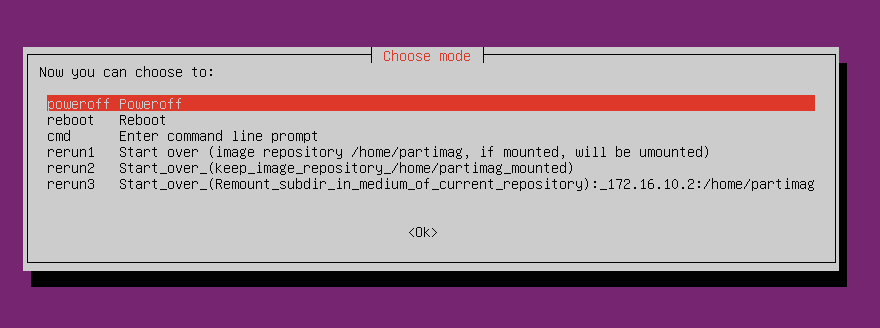 Choose mode
Now you can choose to:
poweroff Poweroff
reboot Reboot
cmd Enter command line prompt
rerun1 Start over (image repository /home/partimag, if mounted, will be umounted)
rerun2 Start_over_(keep_image_repository_/home/partimag_mounted)
rerun3 Start_over_(Remount_subdir_in_medium_of_current_repository):_172.16.10.2:/home/partimag
<Ok>